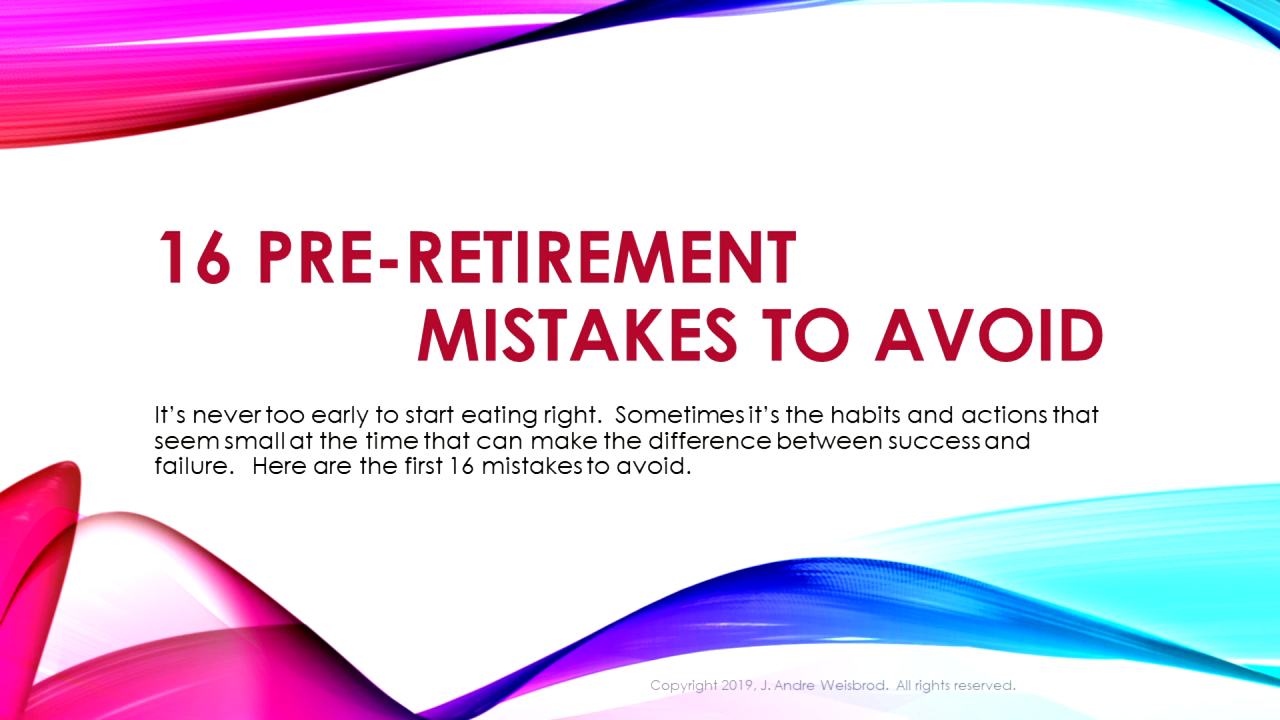 16 PRE-RETIREMENT
MISTAKES TO AVOID
It’s never too early to start eating right.  Sometimes it’s the habits and actions that
seem small at the time that can make the difference between success and
failure.   Here are the first 16 mistakes to avoid.
Copyright 2019, J. Andre Weisbrod.  All rights reserved.